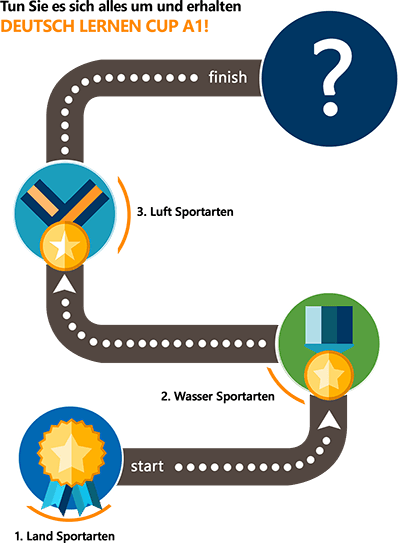 Tun Sie es sich alles um und erhalten
DEUTSCH LERNEN CUP A1!
finish
?
3. Luft Sportarten
2. Wasser Sportarten
start
1. Land Sportarten